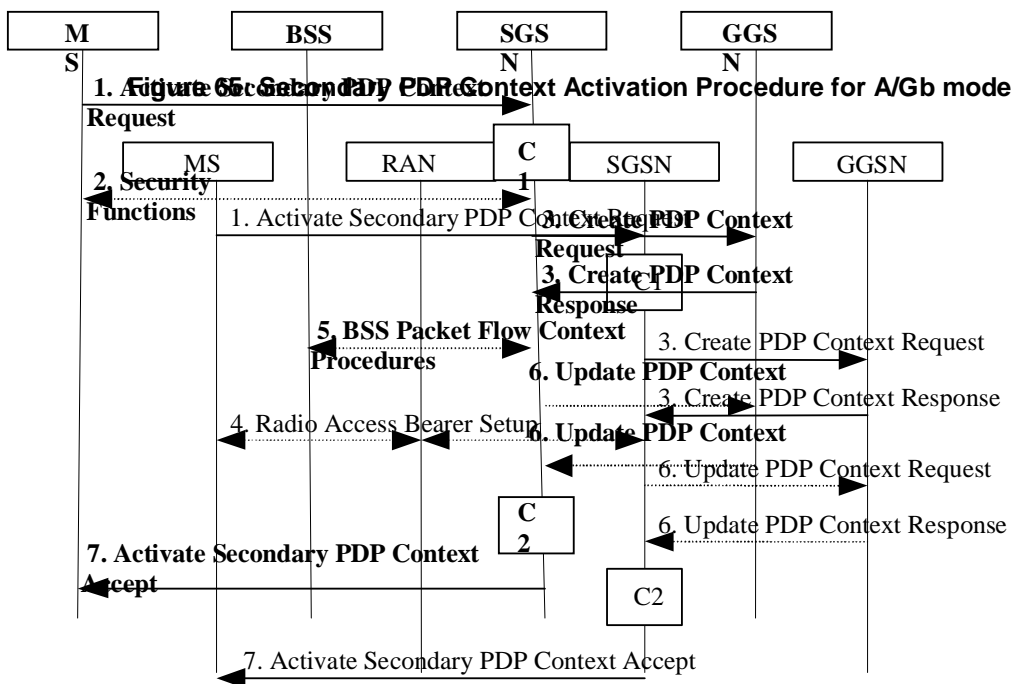 M
S
BSS
SGS
N
GGS
N
Figure 65: Secondary PDP Context Activation Procedure for A/Gb mode
1. Activate Secondary PDP Context
Request
C
1
MS
RAN
SGSN
GGSN
2. Security
Functions
1. Activate Secondary PDP Context Request
3. Create PDP Context
Request
C1
3. Create PDP Context
Response
5. BSS Packet Flow Context
Procedures
3. Create PDP Context Request
6. Update PDP Context
3. Create PDP Context Response
4. Radio Access Bearer Setup
6. Update PDP Context
6. Update PDP Context Request
C
2
6. Update PDP Context Response
7. Activate Secondary PDP Context
Accept
C2
7. Activate Secondary PDP Context Accept